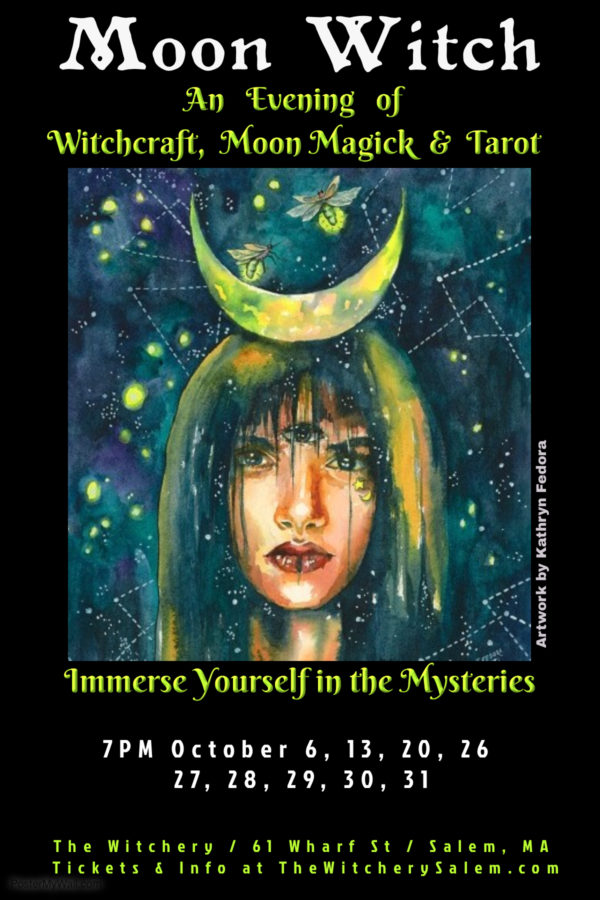 Moon Witch
An Evening of
Witchcraft, Moon Magick & Tarot
Artwork by Kathryn Fedora
Immerse Yourself in the Mysteries
7PM October 6, 13, 20, 26
27, 28, 29, 30, 31
The Witchery / 61 Wharf St / Salem, MA
Tickets & Info at TheWitcherySalem.com
PosterMyWall.com